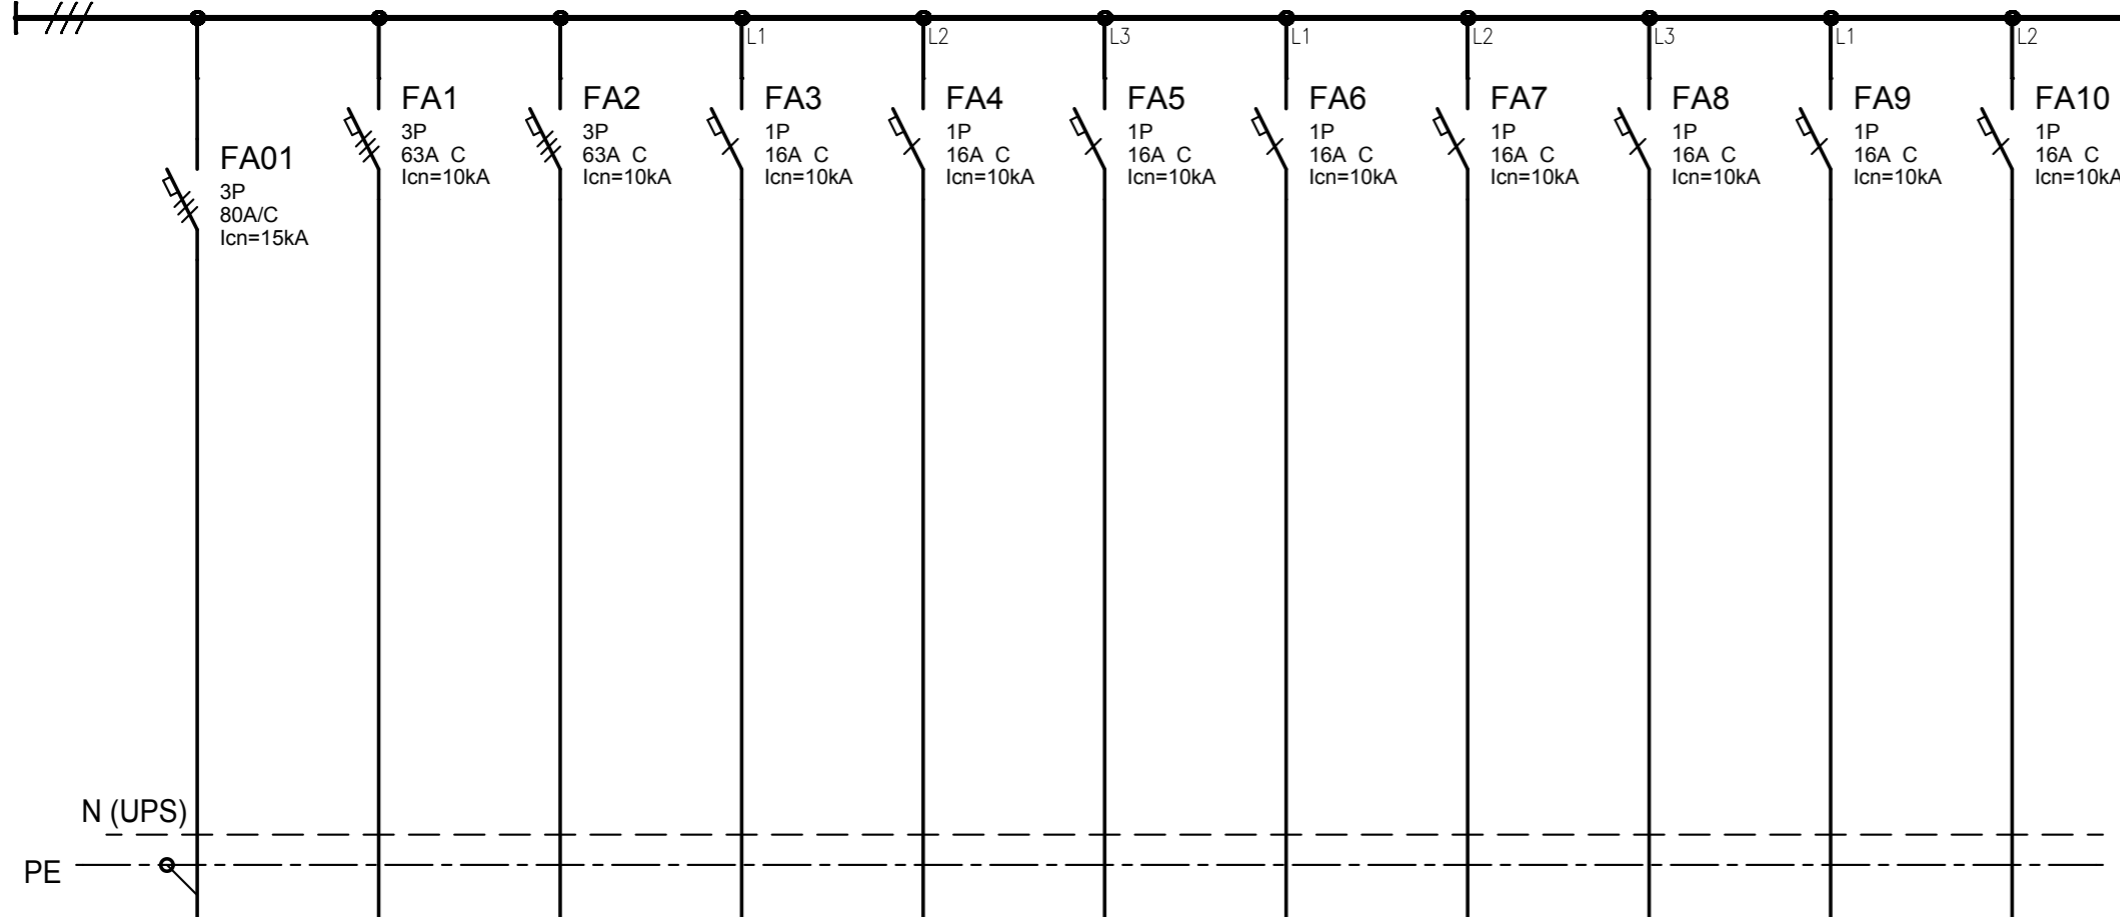 L1
L2
L3
L1
L2
L3
L1
L2
FA01
3P
80A/C
Icn=15kA
FA1
3P
63A C
Icn=10kA
FA2
3P
63A C
Icn=10kA
FA3
1P
16A C
Icn=10kA
FA4
1P
16A C
Icn=10kA
FA5
1P
16A C
Icn=10kA
FA6
1P
16A C
Icn=10kA
FA7
1P
16A C
Icn=10kA
FA8
1P
16A C
Icn=10kA
FA9
1P
16A C
Icn=10kA
FA10
1P
16A C
Icn=10kA
N (UPS)
PE